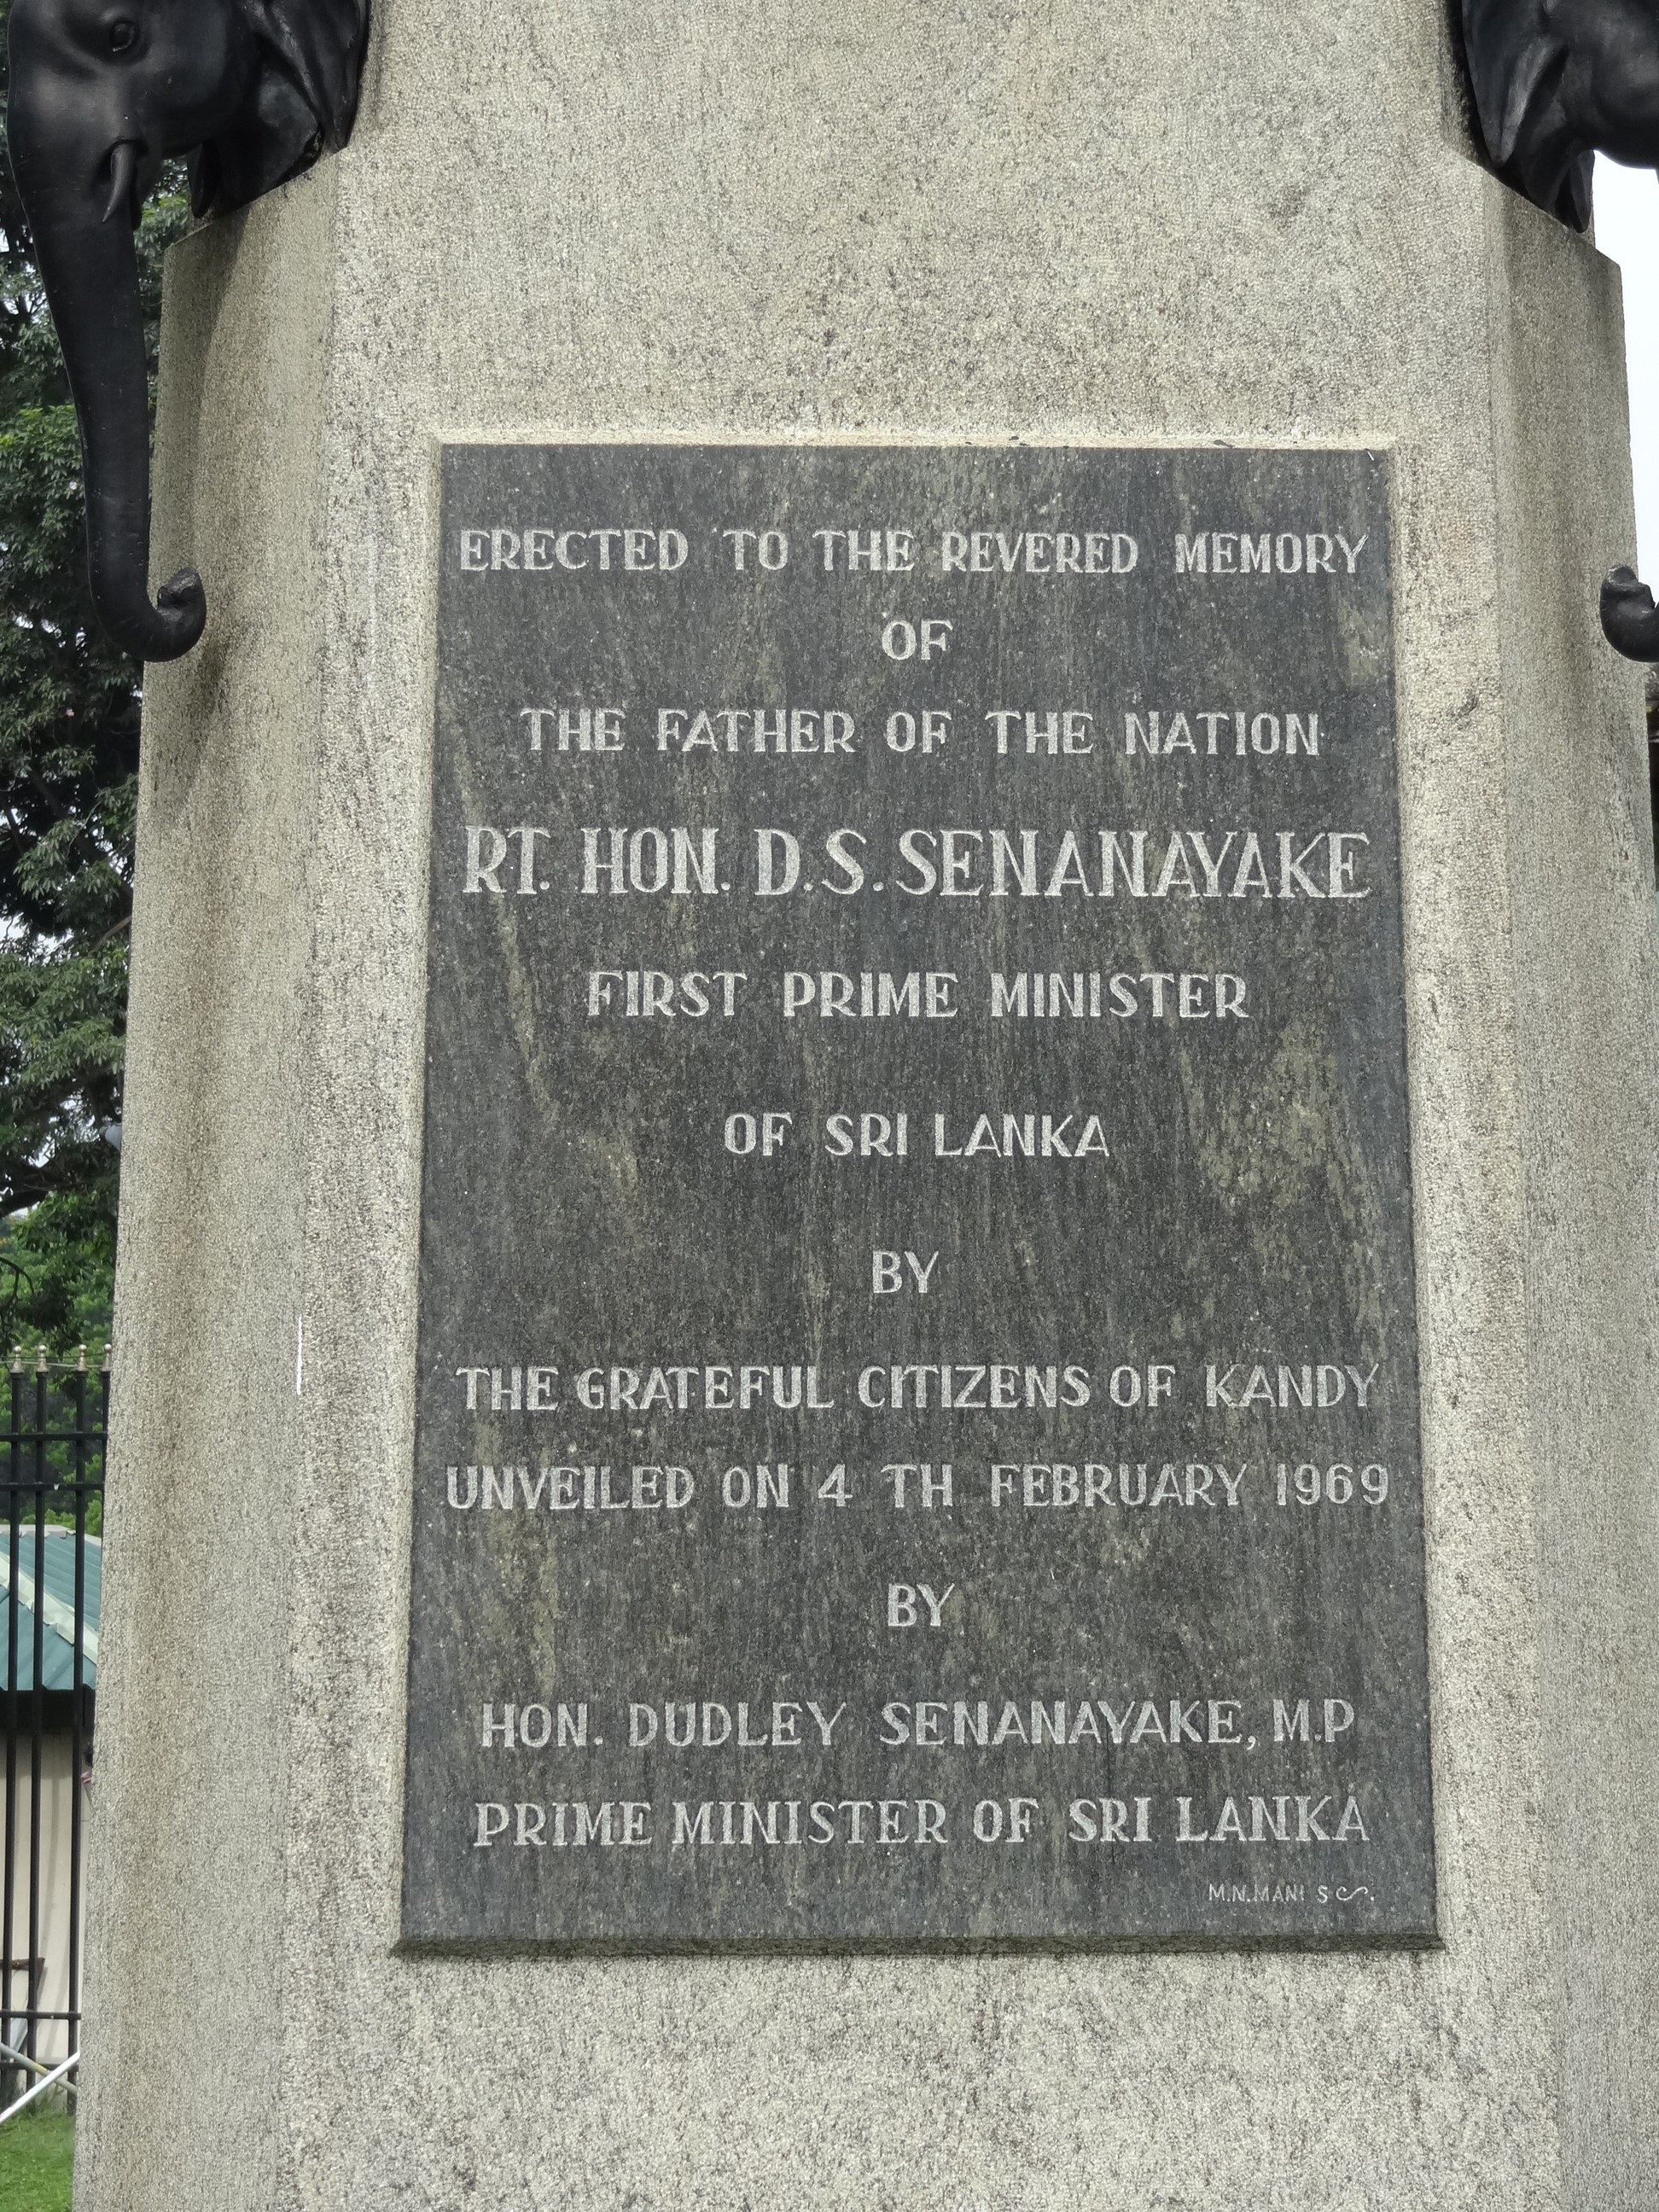 ERECTED TO THE REVERED MEMORY
OF
THE FATHER OF THE NATION
RT. HON. D.S. SENANAYAKE
FIRST PRIME MINISTER
OF SRI LANKA
BY
THE GRATEFUL CITIZENS OF KANDY
UNVEILED ON 4 TH FEBRUARY 1969
BY
HON. DUDLEY SENANAYAKE, M.P
PRIME MINISTER OF SRI LANKA
M.N.MANI